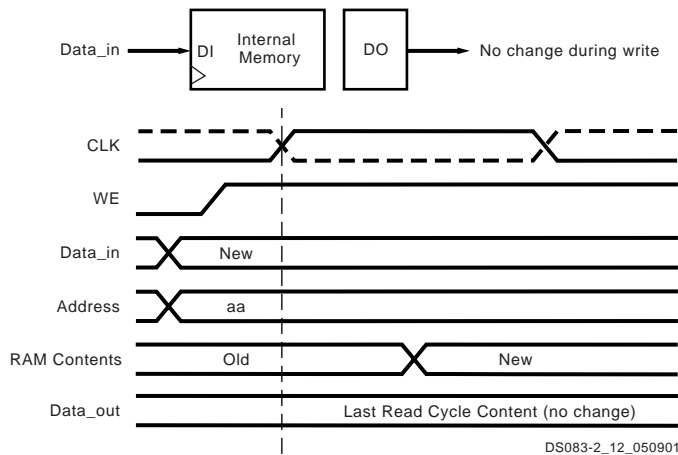 Data_in
DI
Internal
Memory
DO
No change during write
CLK
WE
Data_in
New
Address
aa
RAM Contents
Old
New
Data_out
Last Read Cycle Content (no change)
DS083-2_12_050901